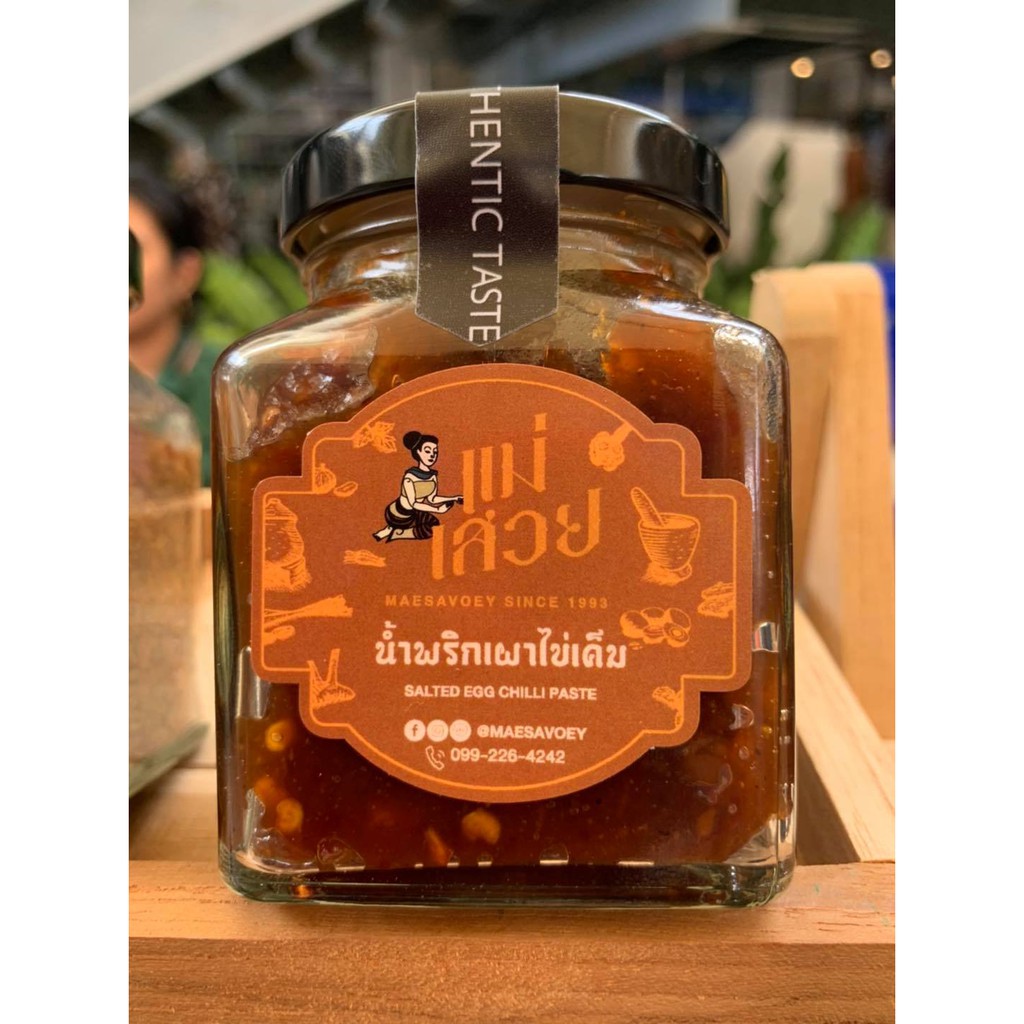 HENTIC TASTE
แม่
เสวย
MAESAVOEY SINCE 1993
น้ำพริกเผาไข่เค็ม
SALTED EGG CHILLI PASTE
@MAESAVOEY
099-226-4242